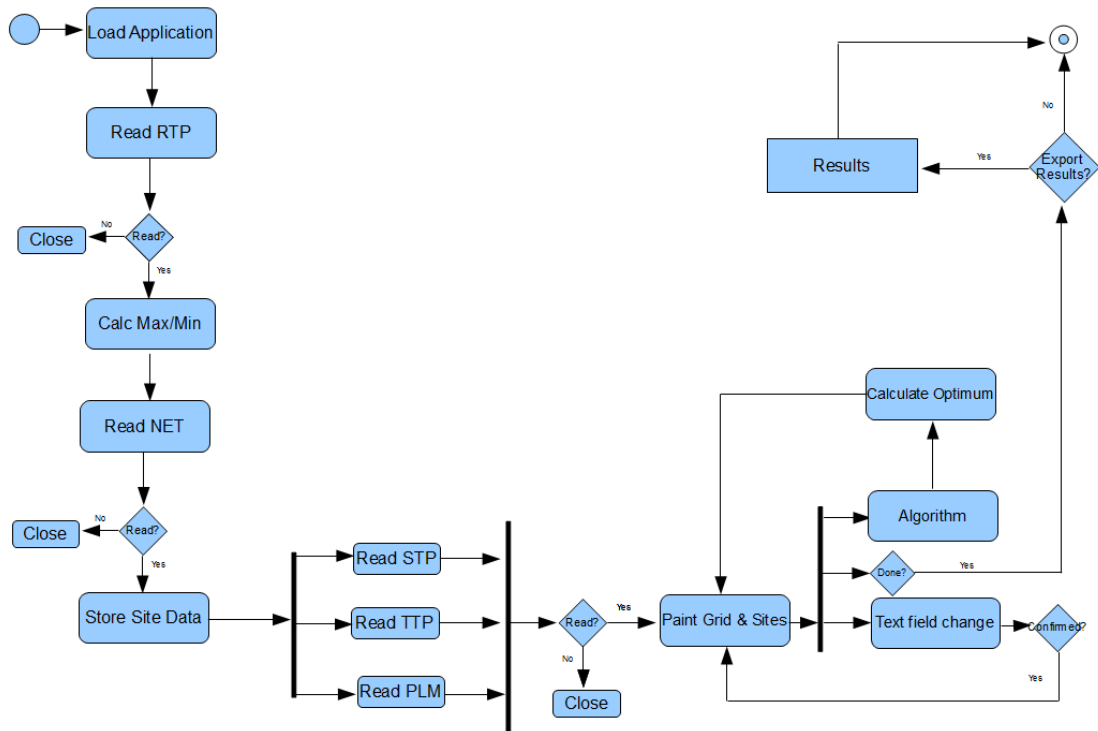 Load Application
Read RTP
No
Close
Read?
Yes
Calc Max/Min
Read NET
No
Close
Read?
Yes
Store Site Data
Read STP
Read TTP
Read PLM
Read?
Yes
No
Close
Paint Grid & Sites
Calculate Optimum
Algorithm
Done?
Yes
Text field change
Confirmed?
Yes
Export
Results?
No
Yes
Results